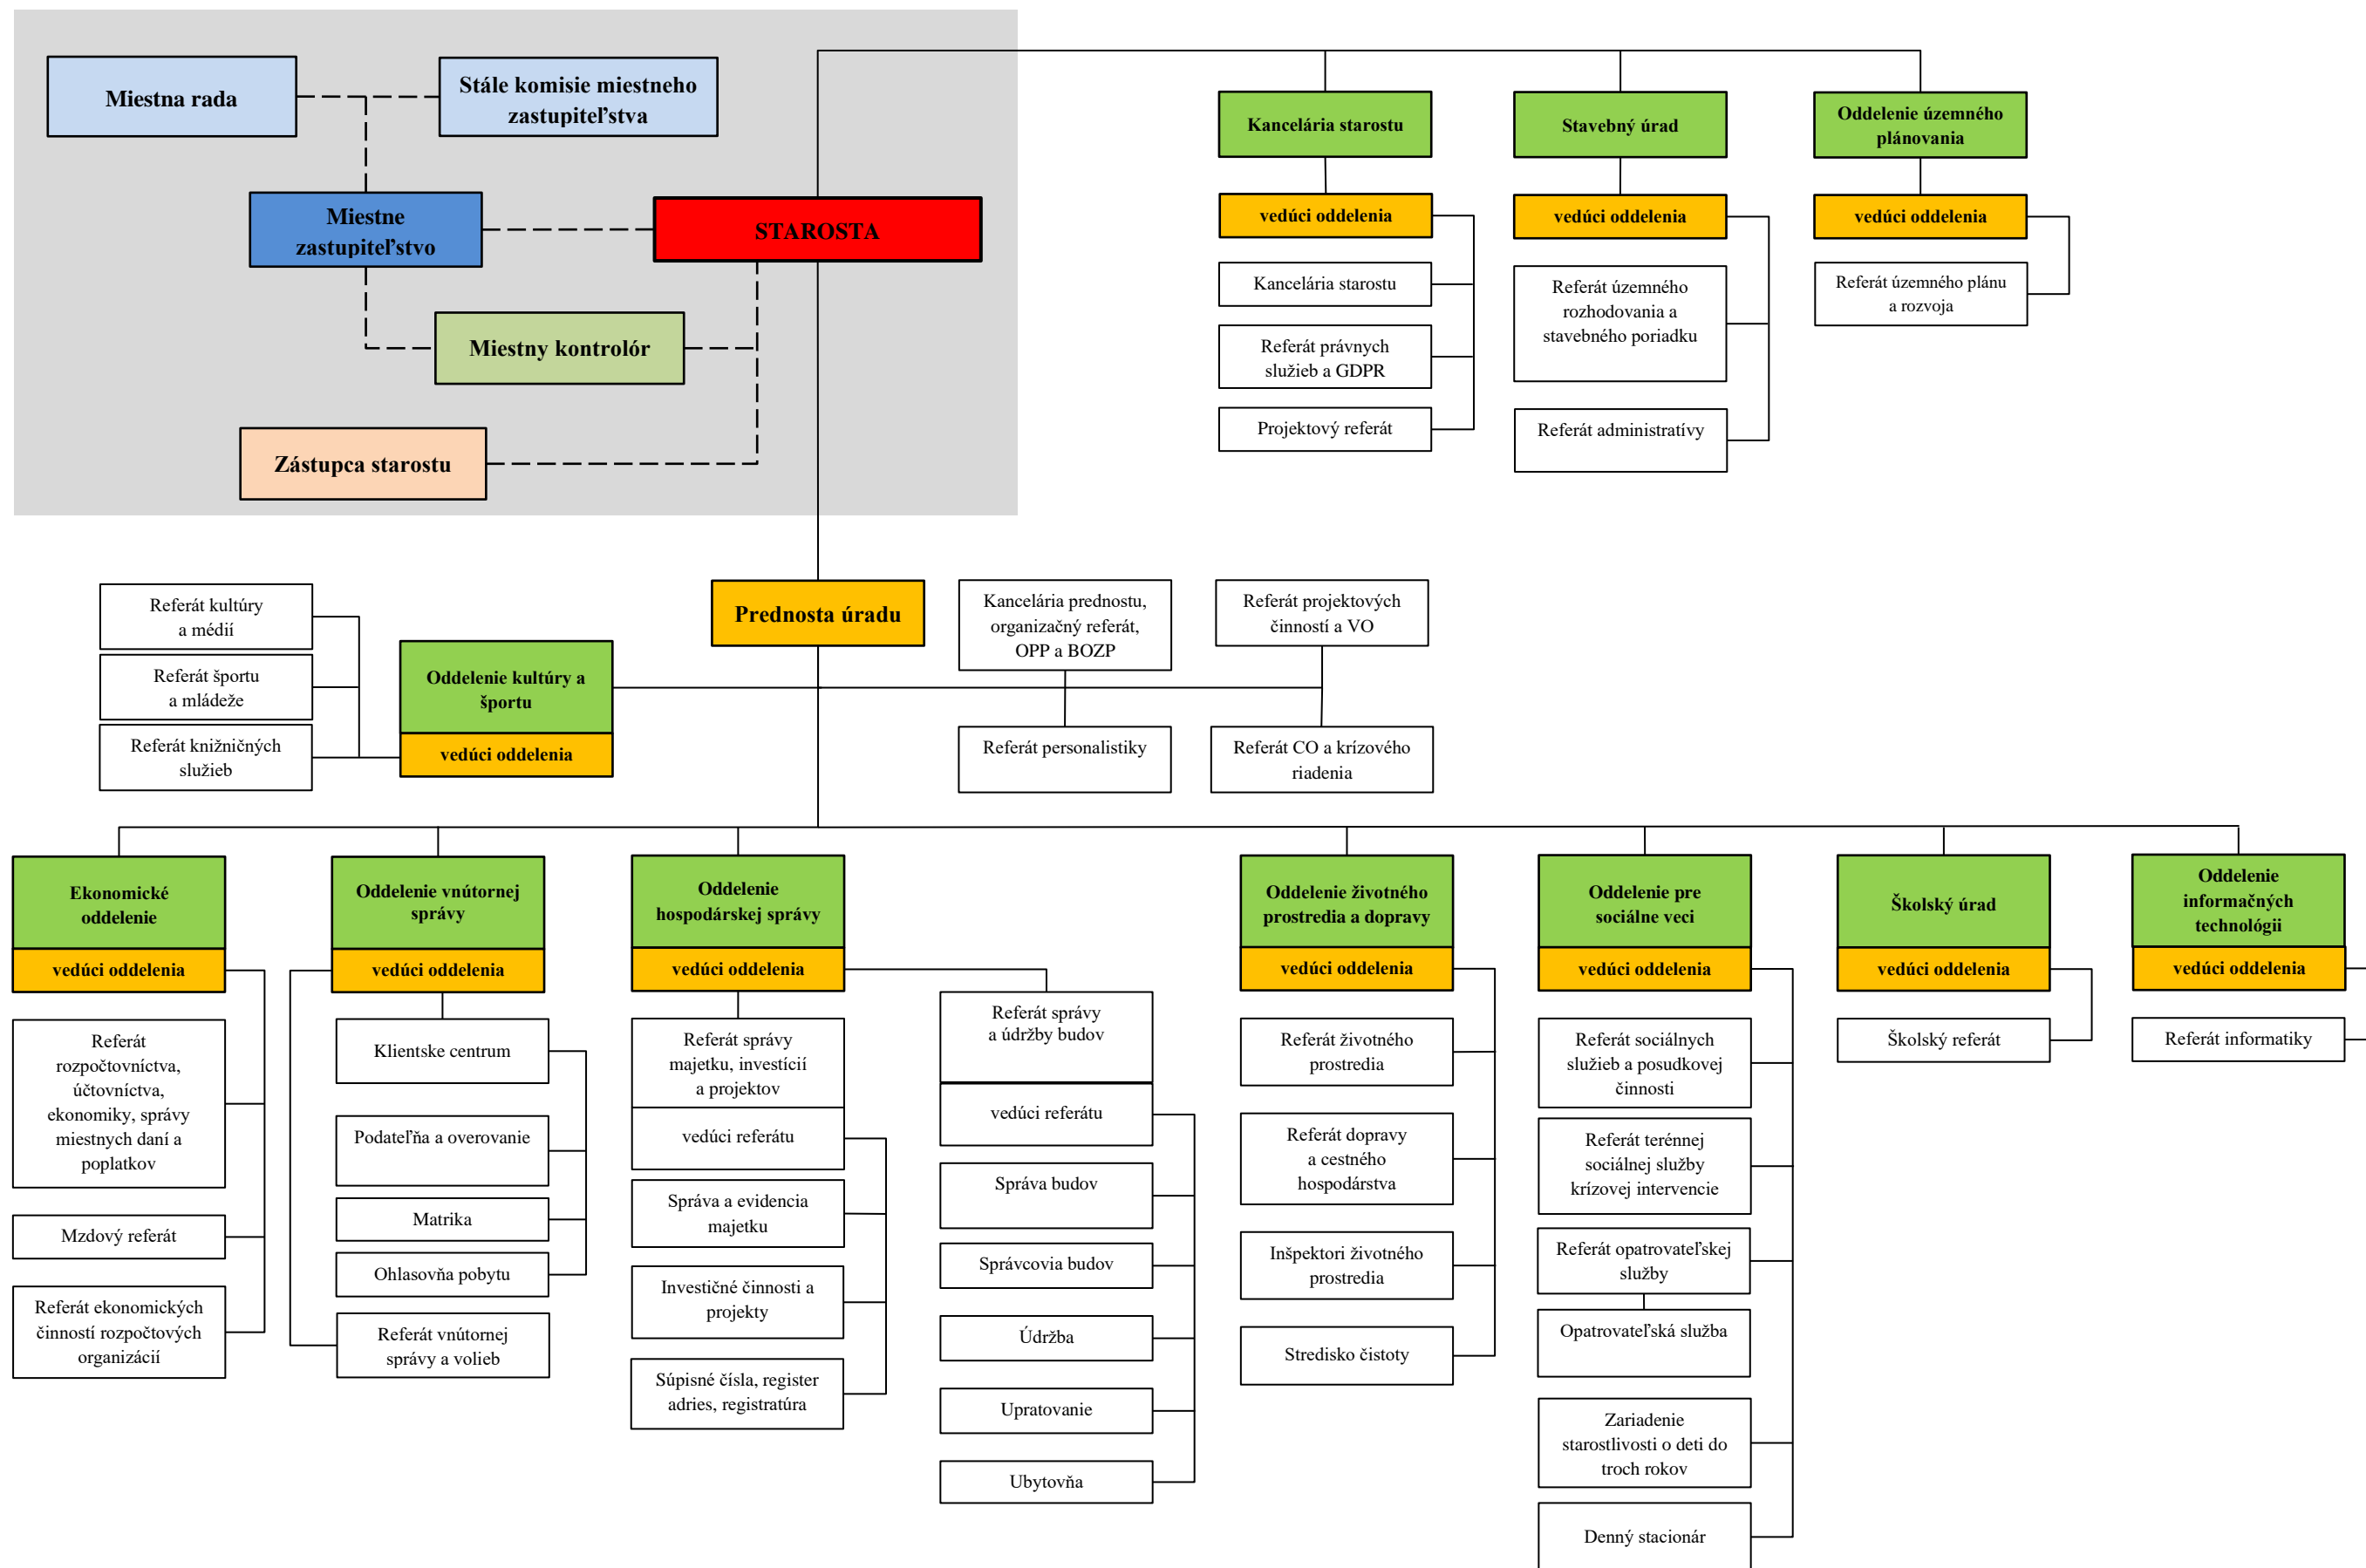 Miestna rada
Stále komisie miestneho
zastupiteľstva
Miestne
zastupiteľstvo
STAROSTA
Miestny kontrolór
Zástupca starostu
Kancelária starostu
vedúci oddelenia
Kancelária starostu
Referát právnych
služieb a GDPR
Projektový referát
Stavebný úrad
vedúci oddelenia
Referát územného
rozhodovania a
stavebného poriadku
Referát administratívy
Oddelenie územného
plánovania
vedúci oddelenia
Referát územného plánu
a rozvoja
Prednosta úradu
Referát kultúry
a médií
Referát športu
a mládeže
Referát knižničných
služieb
Oddelenie kultúry a
športu
vedúci oddelenia
Kancelária prednostu,
organizačný referát,
OPP a BOZP
Referát projektových
činností a VO
Referát personalistiky
Referát CO a krízového
riadenia
Ekonomické
oddelenie
vedúci oddelenia
Referát
rozpočtovníctva,
účtovníctva,
ekonomiky, správy
miestnych daní a
poplatkov
Mzdový referát
Referát ekonomických
činností rozpočtových
organizácií
Oddelenie vnútornej
správy
vedúci oddelenia
Klientske centrum
Podateľňa a overovanie
Matrika
Ohlasovňa pobytu
Referát vnútornej
správy a volieb
Oddelenie
hospodárskej správy
vedúci oddelenia
Referát správy
majetku, investícií
a projektov
vedúci referátu
Správa a evidencia
majetku
Investičné činnosti a
projekty
Súpisné čísla, register
adries, registratúra
Referát správy
a údržby budov
vedúci referátu
Správa budov
Správcovia budov
Údržba
Upratovanie
Ubytovňa
Oddelenie životného
prostredia a dopravy
vedúci oddelenia
Referát životného
prostredia
Referát dopravy
a cestného
hospodárstva
Inšpektori životného
prostredia
Stredisko čistoty
Oddelenie pre
sociálne veci
vedúci oddelenia
Referát sociálnych
služieb a posudkovej
činnosti
Referát terénnej
sociálnej služby
krízovej intervencie
Referát opatrovateľskej
služby
Opatrovateľská služba
Zariadenie
starostlivosti o deti do
troch rokov
Denný stacionár
Školský úrad
vedúci oddelenia
Školský referát
Oddelenie
informačných
technológii
vedúci oddelenia
Referát informatiky